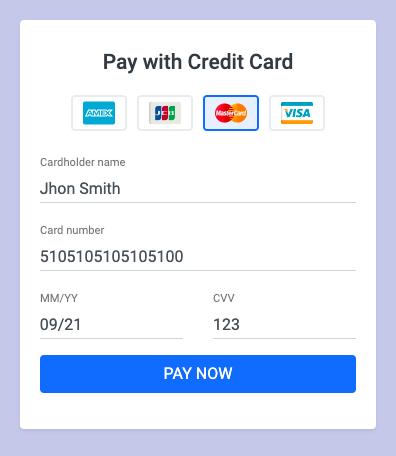 Pay with Credit Card
AMEX JCB MasterCard VISA
Cardholder name
Jhon Smith
Card number
5105105105105100
MM/YY CVV
09/21 123
PAY NOW